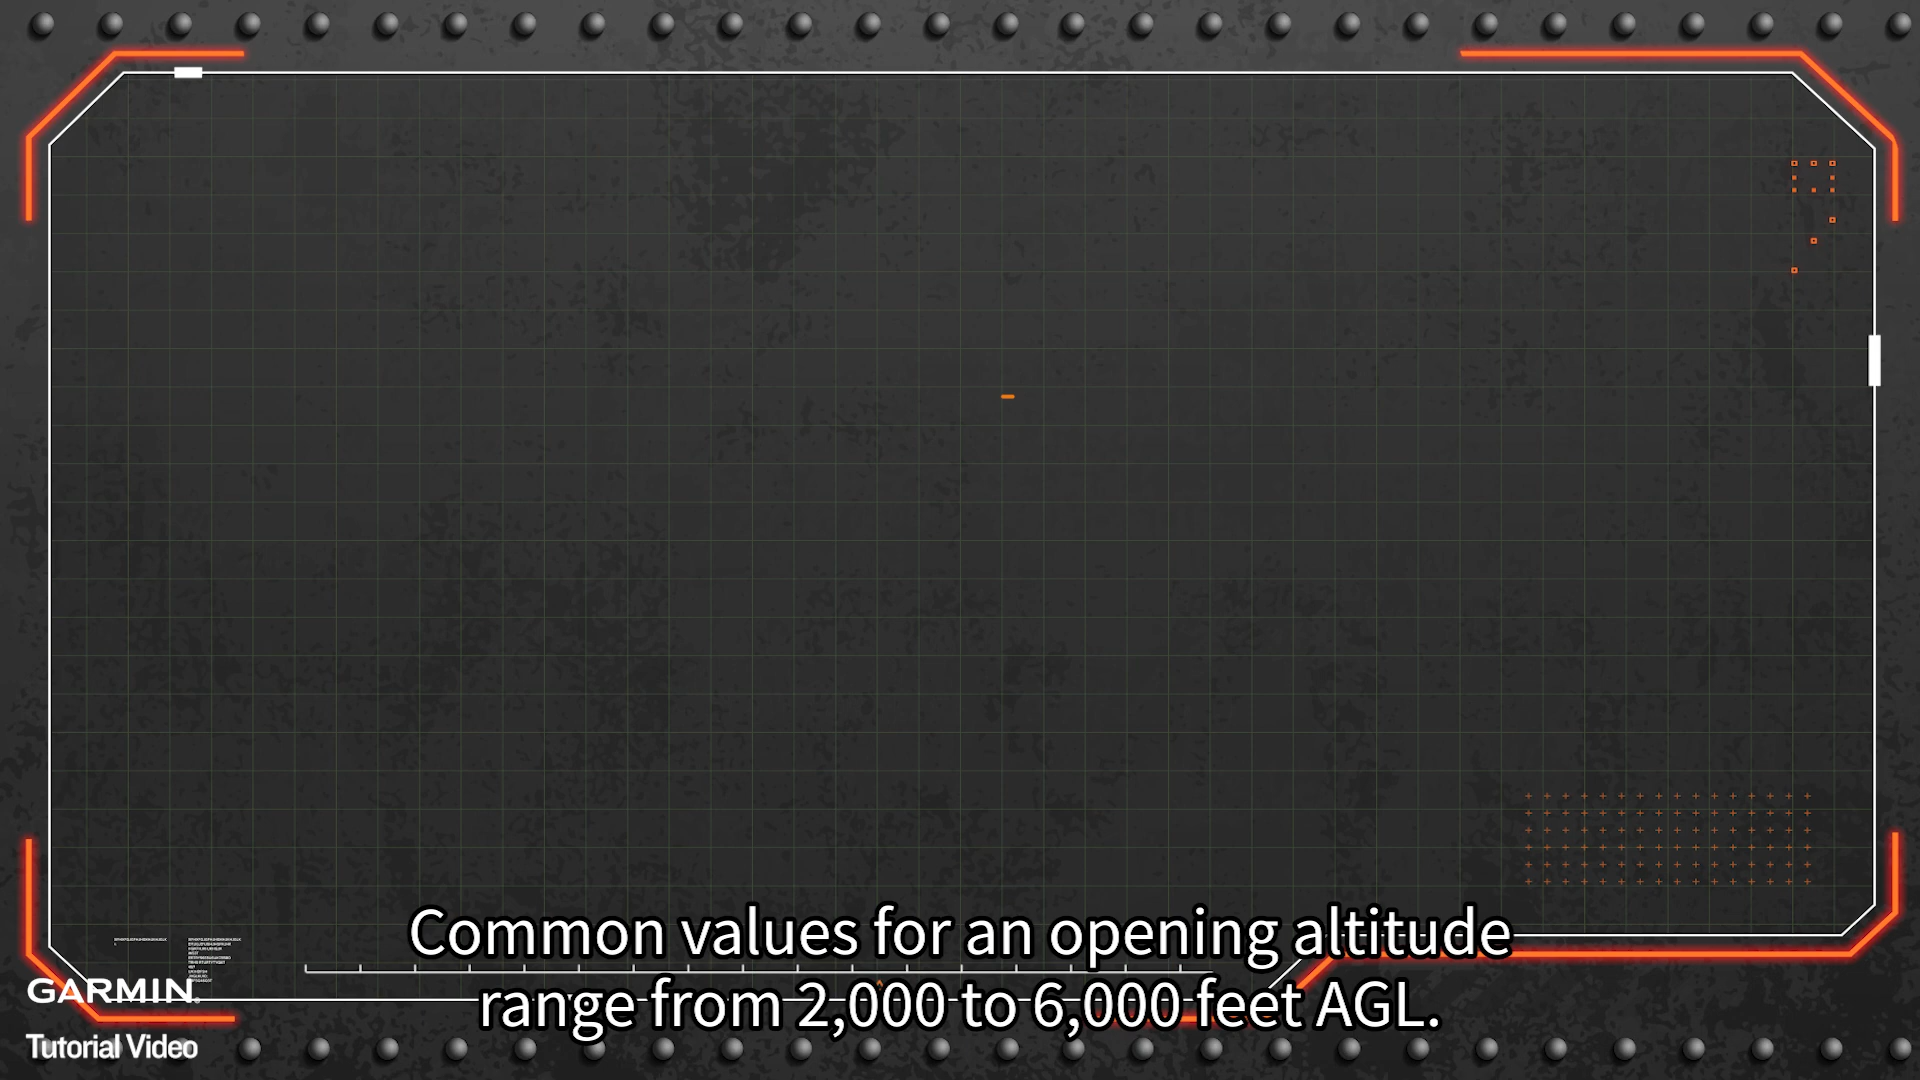 Common values for an opening altitude
range from 2,000 to 6,000 feet AGL.
GARMIN.
Tutorial Video